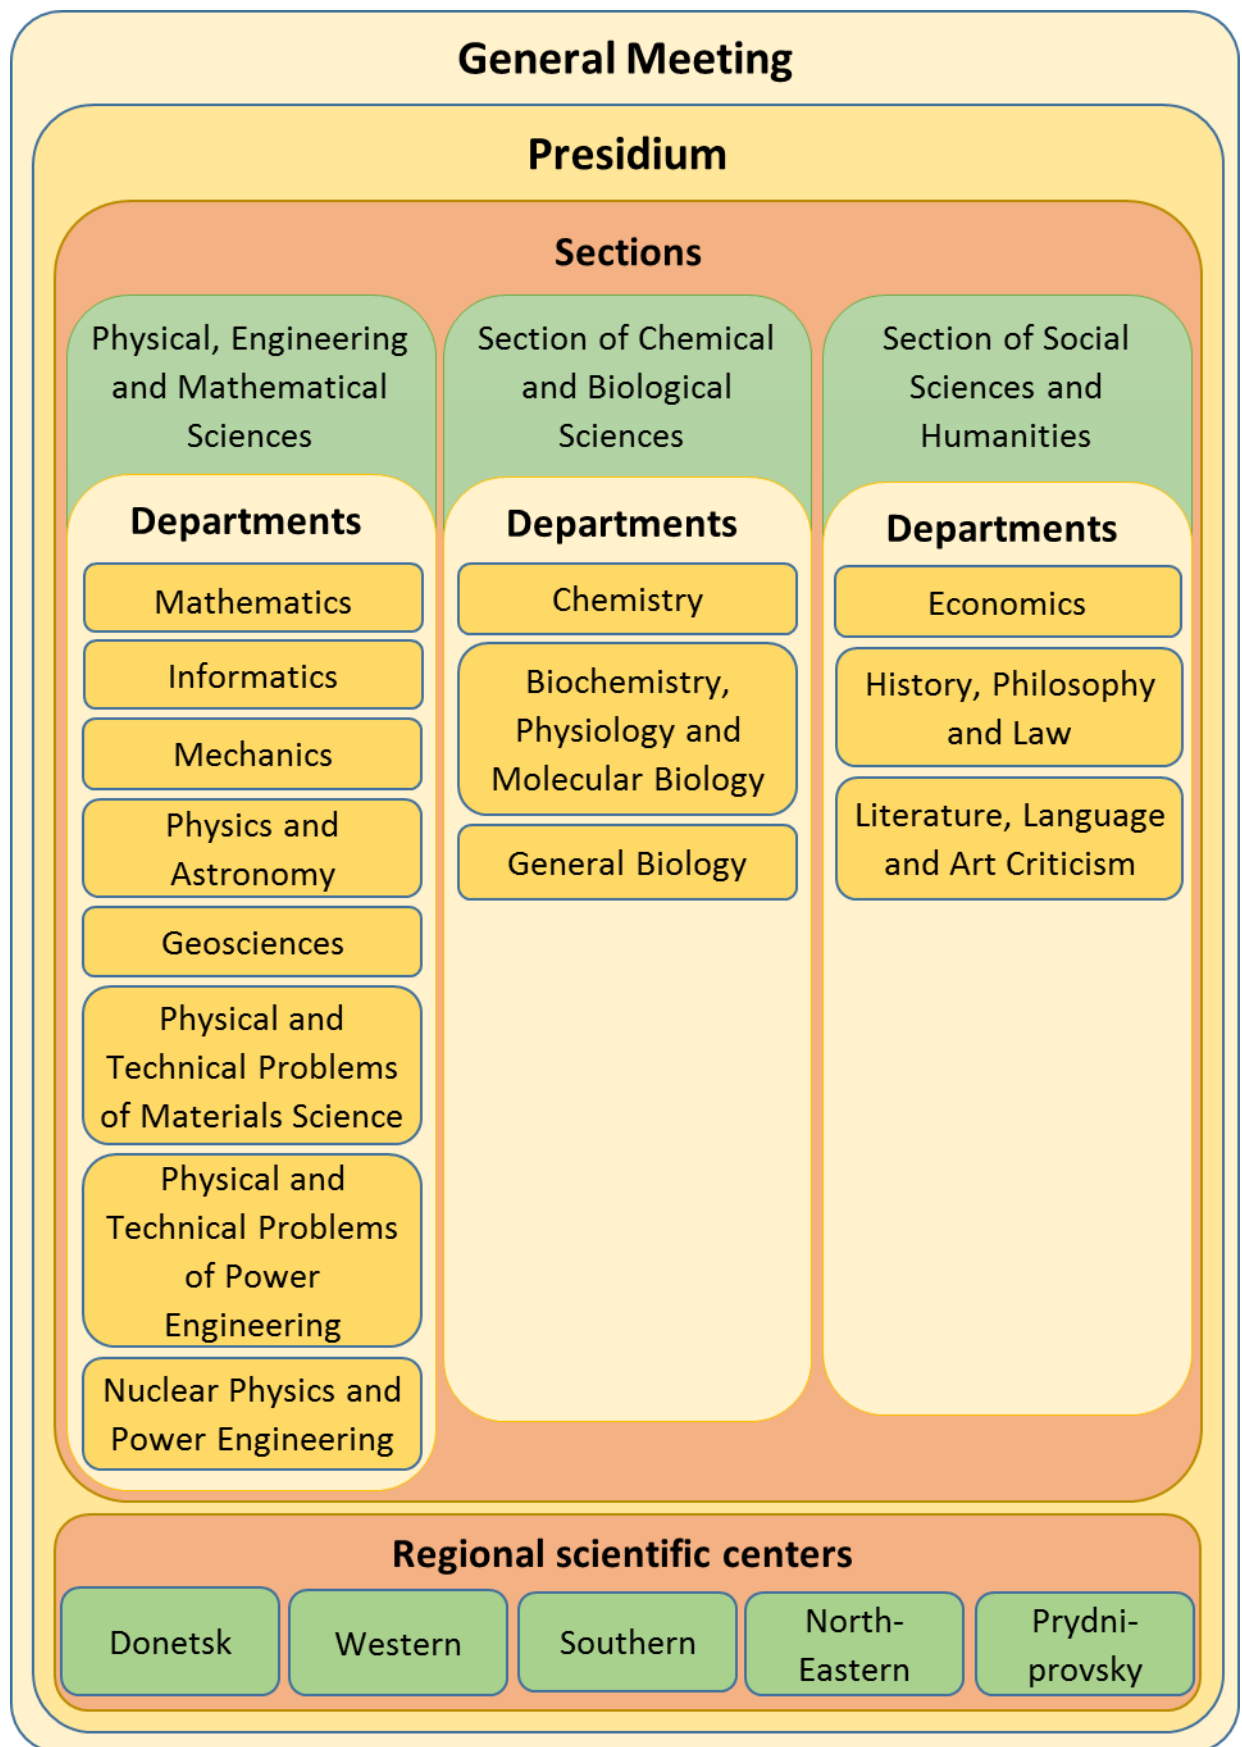 General Meeting
Presidium
Sections
Physical, Engineering
and Mathematical
Sciences
Departments
Mathematics
Informatics
Mechanics
Physics and
Astronomy
Geosciences
Physical and
Technical Problems
of Materials Science
Physical and
Technical Problems
of Power
Engineering
Nuclear Physics and
Power Engineering
Section of Chemical
and Biological
Sciences
Departments
Chemistry
Biochemistry,
Physiology and
Molecular Biology
General Biology
Section of Social
Sciences and
Humanities
Departments
Economics
History, Philosophy
and Law
Literature, Language
and Art Criticism
Regional scientific centers
Donetsk
Western
Southern
North-
Eastern
Prydni-
provsky